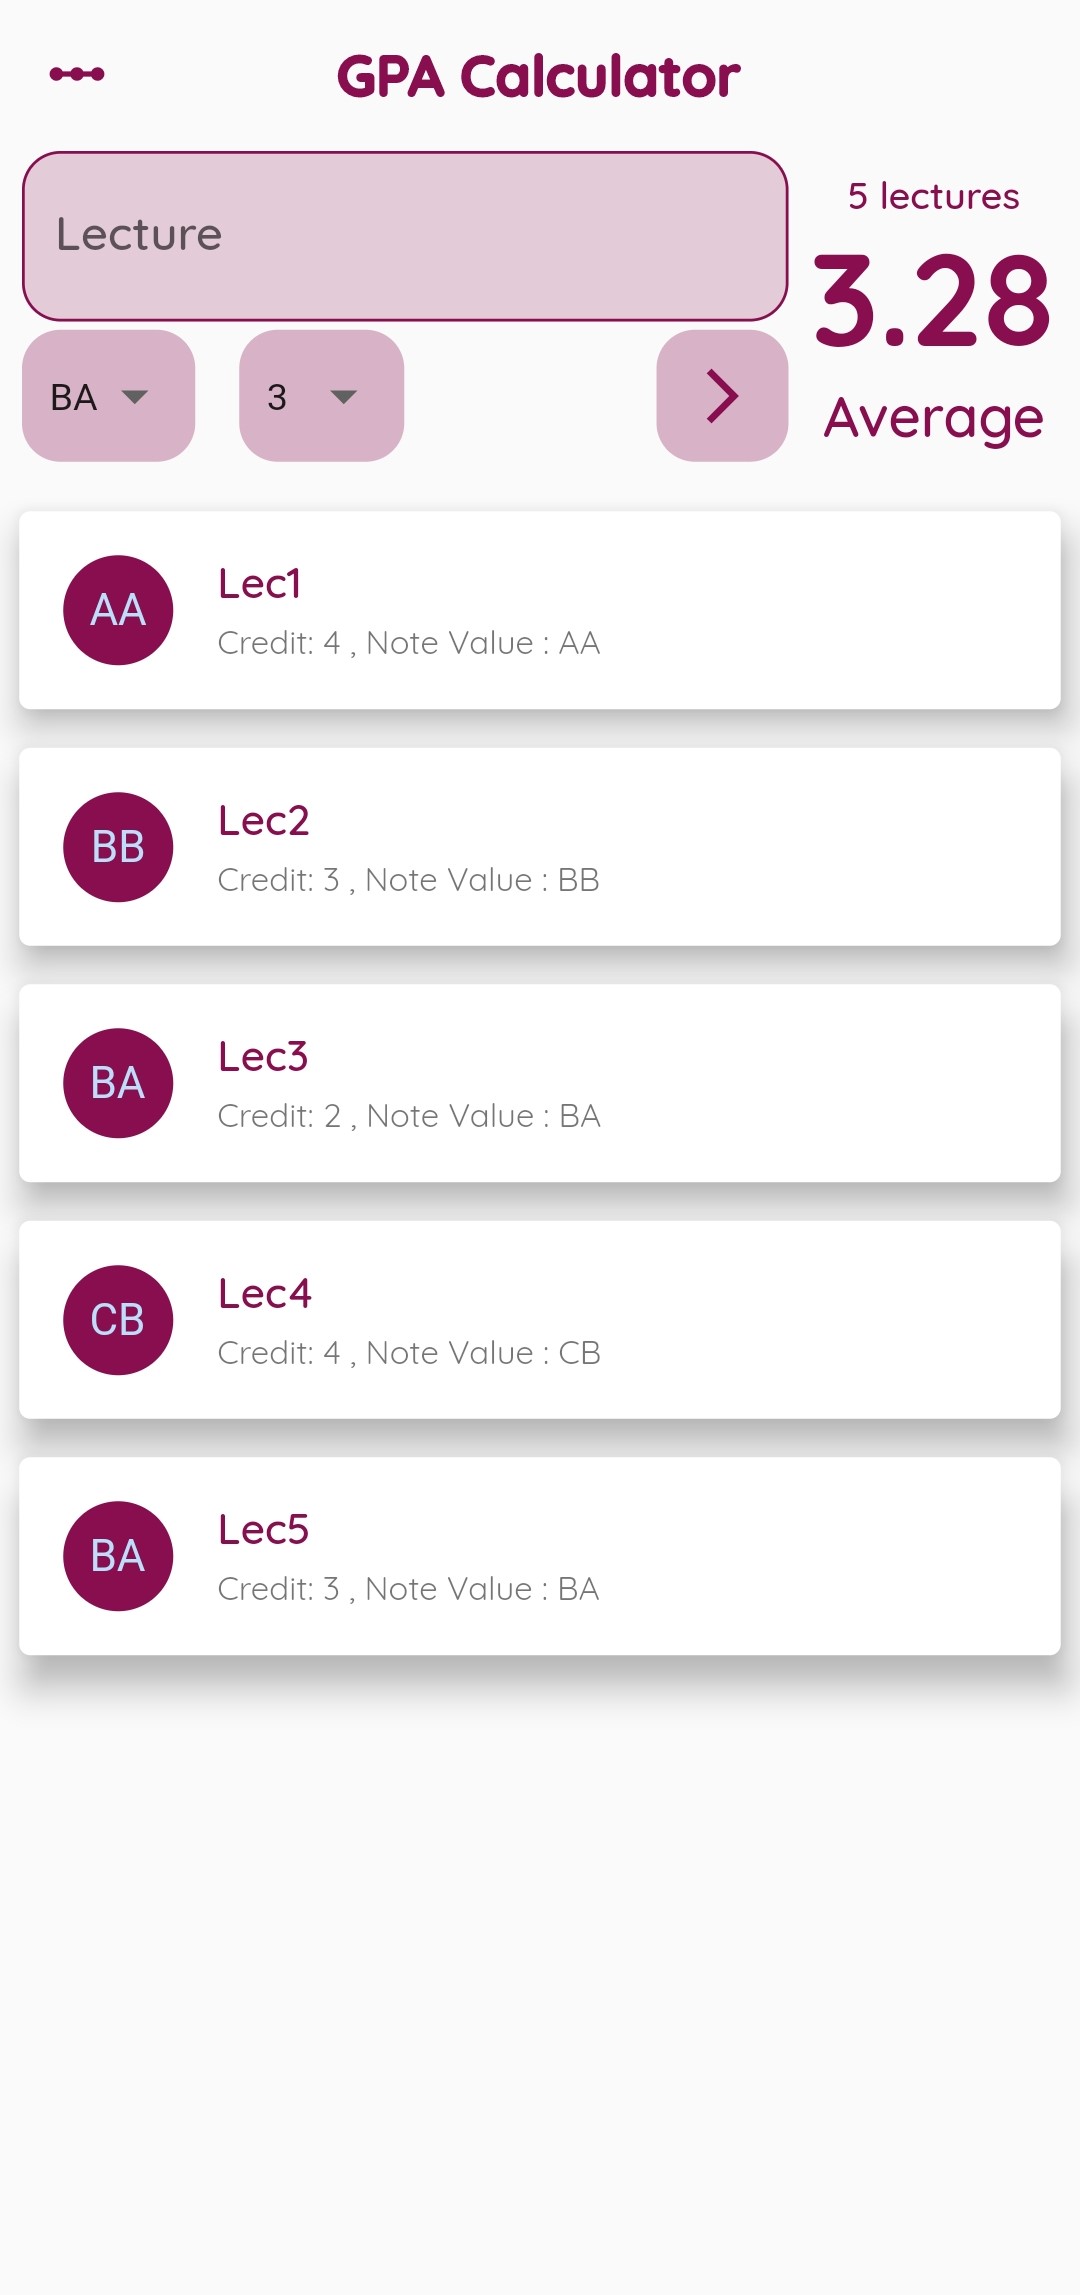 GPA Calculator
Lecture
5 lectures
3.28
Average
BA
3
AA
Lec1
Credit: 4 , Note Value : AA
BB
Lec2
Credit: 3 , Note Value : BB
BA
Lec3
Credit: 2 , Note Value : BA
CB
Lec4
Credit: 4 , Note Value : CB
BA
Lec5
Credit: 3 , Note Value : BA